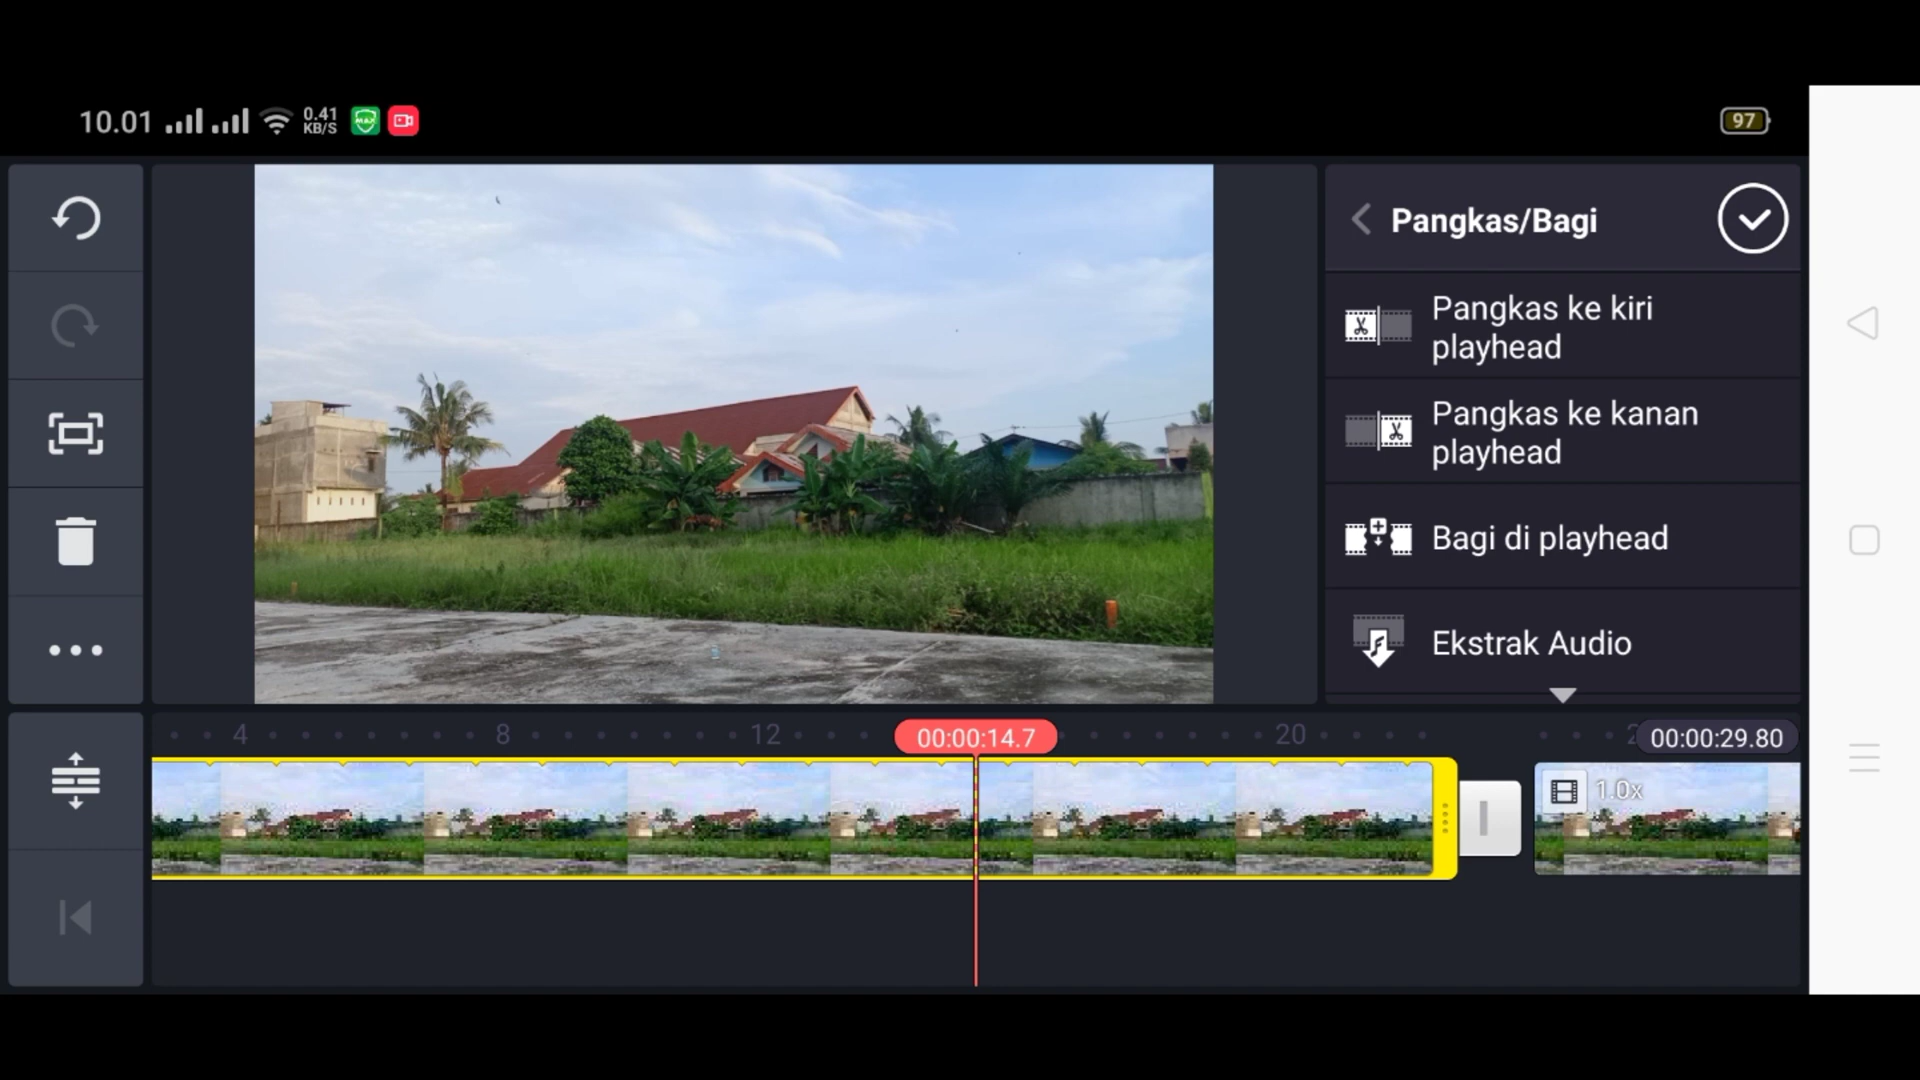 10.01
0.41
KB/S
MAX
97
Pangkas/Bagi
Pangkas ke kiri
playhead
Pangkas ke kanan
playhead
Bagi di playhead
Ekstrak Audio
4
8
12
00:00:14.7
20
00:00:29.80
1.0x